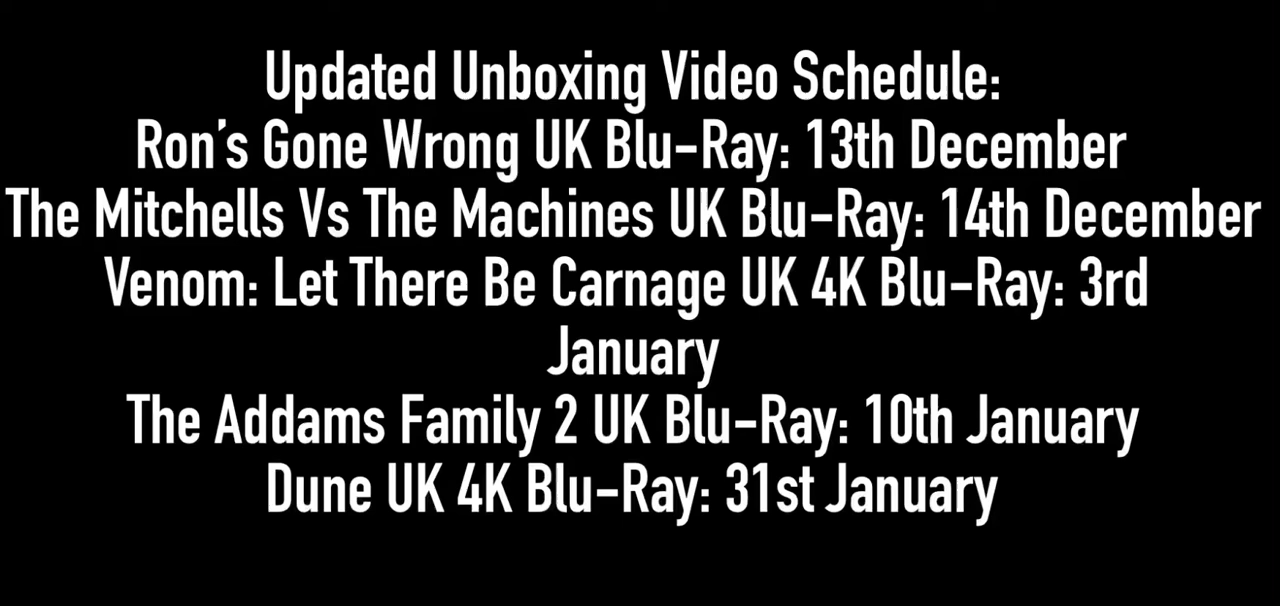 Updated Unboxing Video Schedule:
Ron's Gone Wrong UK Blu-Ray: 13th December
The Mitchells Vs The Machines UK Blu-Ray: 14th December
Venom: Let There Be Carnage UK 4K Blu-Ray: 3rd
January
The Addams Family 2 UK Blu-Ray: 10th January
Dune UK 4K Blu-Ray: 31st January